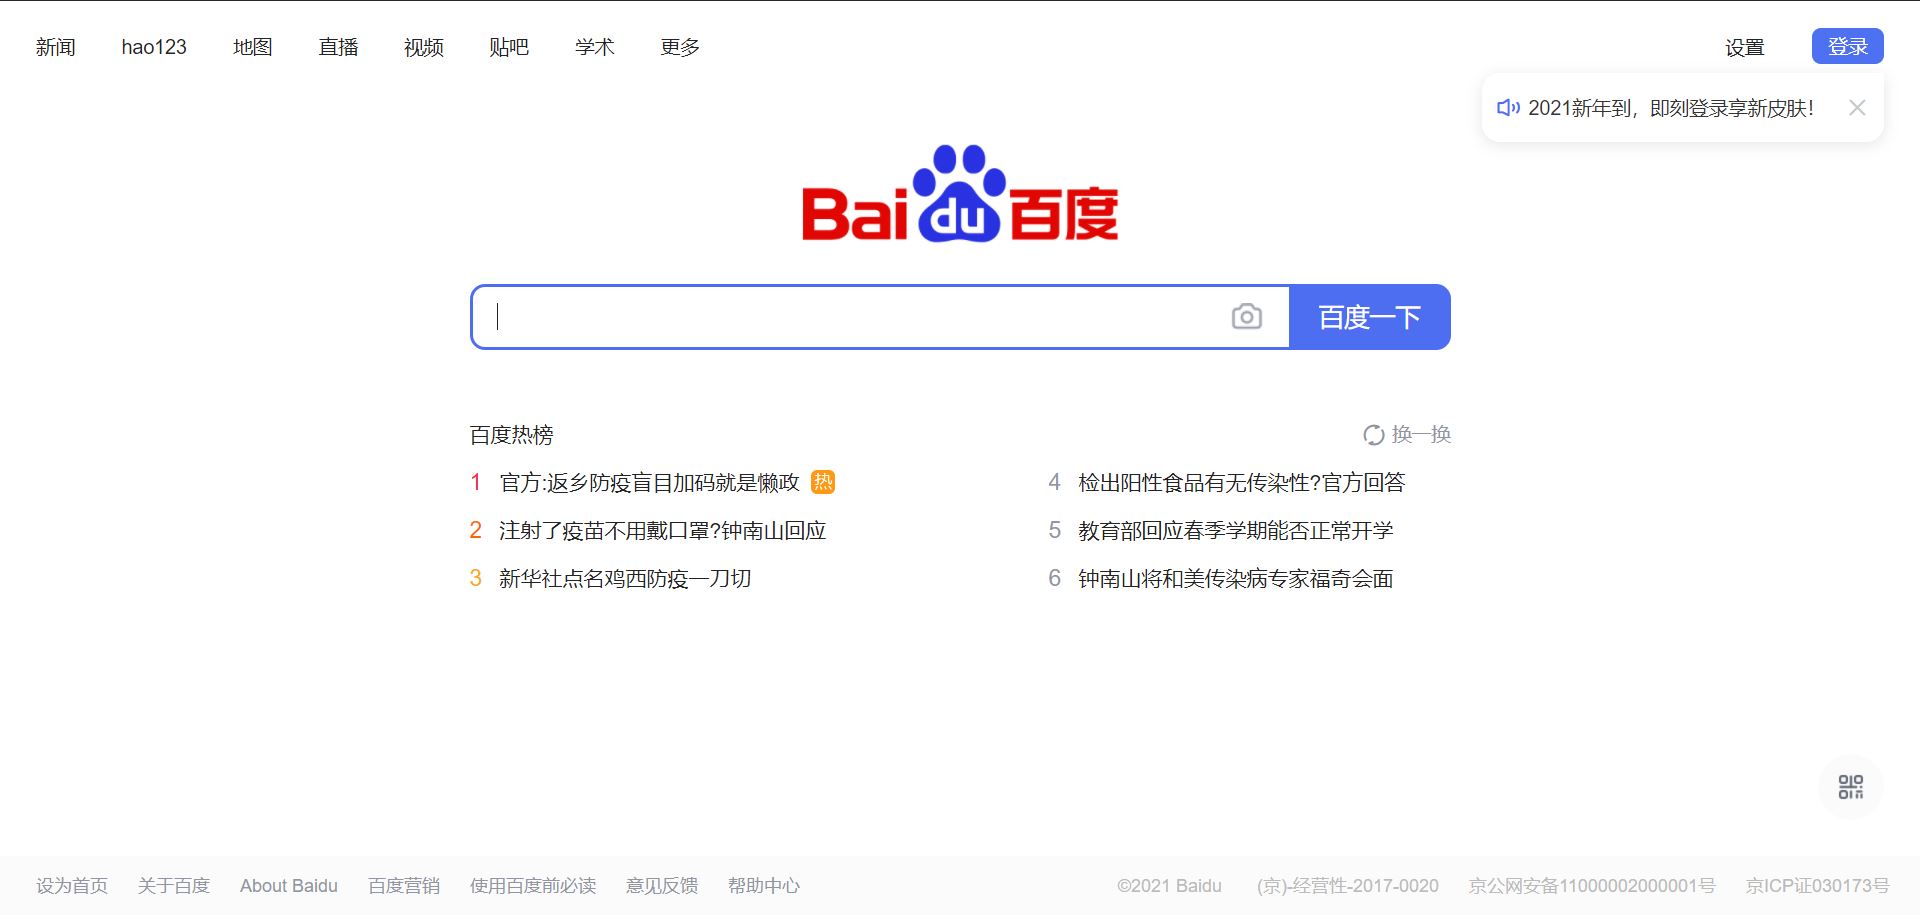 新闻 hao123 地图 直播 视频 贴吧 学术 更多 设置 登录
2021新年到，即刻登录享新皮肤！
Bai du 百度
百度一下
百度热榜 换一换
1 官方:返乡防疫盲目加码就是懒政 热
2 注射了疫苗不用戴口罩?钟南山回应
3 新华社点名鸡西防疫一刀切
4 检出阳性食品有无传染性?官方回答
5 教育部回应春季学期能否正常开学
6 钟南山将和美传染病专家福奇会面
设为首页 关于百度 About Baidu 百度营销 使用百度前必读 意见反馈 帮助中心 ©2021 Baidu (京)-经营性-2017-0020 京公网安备11000002000001号 京ICP证030173号